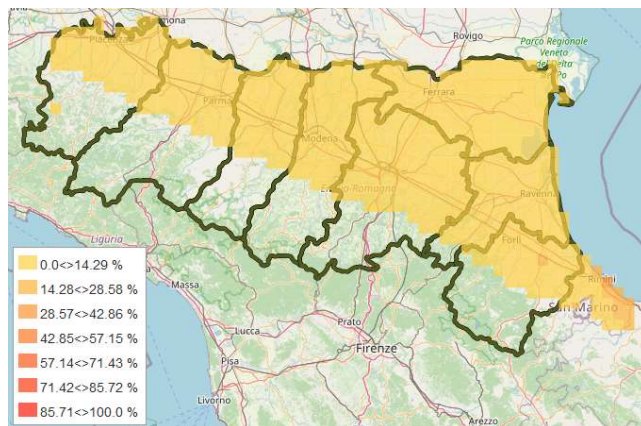 Rovigo
Parco Regionale
Veneto
del Delta
Piacenza
Ferrara
Parma
Modena
Emilia-Romagna
Ravenna
Forlì
Liguria
Rimini
San Marino
Massa
Lucca
Prato
Pisa
Firenze
Livorno
Arezzo
0.0<>14.29 %
14.28<>28.58 %
28.57<>42.86 %
42.85<>57.15 %
57.14<>71.43 %
71.42<>85.72 %
85.71<>100.0 %